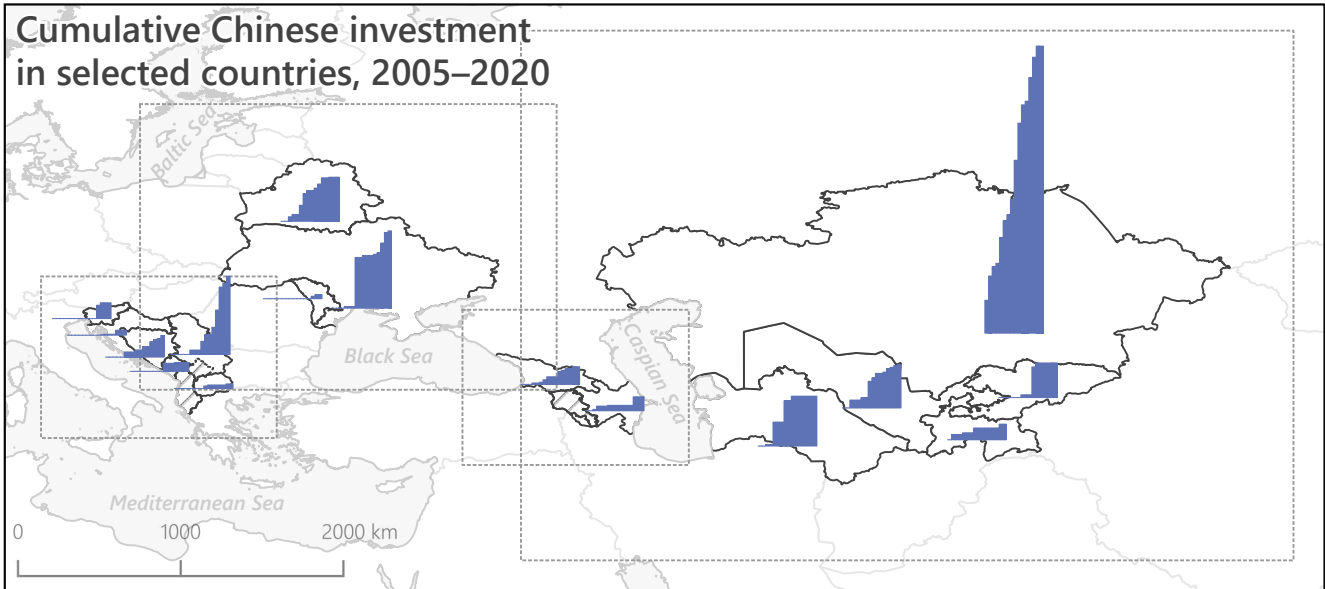 Cumulative Chinese investment
in selected countries, 2005–2020
Baltic Sea
Black Sea
Caspian Sea
Mediterranean Sea
0 1000 2000 km